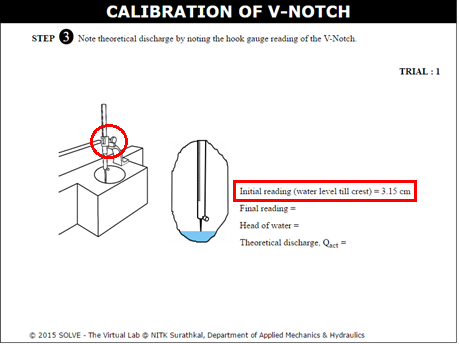 CALIBRATION OF V-NOTCH
STEP 3 Note theoretical discharge by noting the hook gauge reading of the V-Notch.
TRIAL : 1
Initial reading (water level till crest) = 3.15 cm
Final reading =
Head of water =
Theoretical discharge, Qact =
© 2015 SOLVE - The Virtual Lab @ NITK Surathkal, Department of Applied Mechanics & Hydraulics